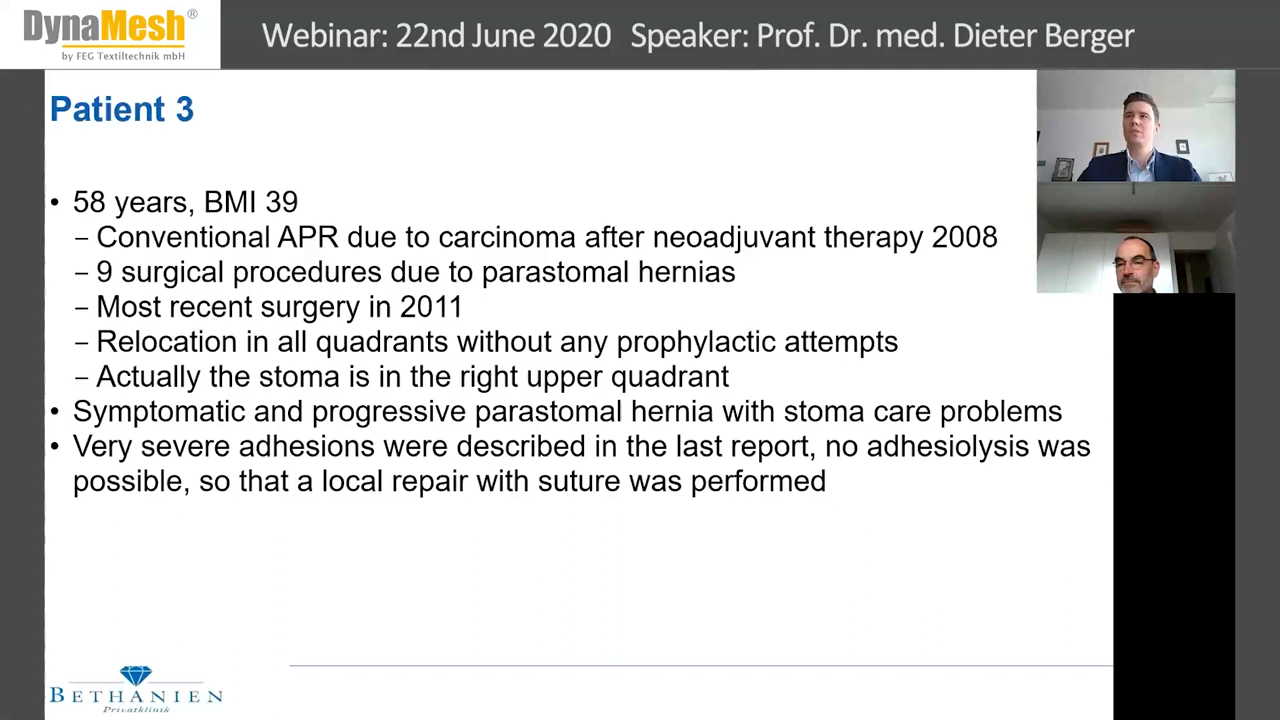 DynaMesh®
by FEG Textiltechnik mbH
Webinar: 22nd June 2020 Speaker: Prof. Dr. med. Dieter Berger
Patient 3
• 58 years, BMI 39
– Conventional APR due to carcinoma after neoadjuvant therapy 2008
– 9 surgical procedures due to parastomal hernias
– Most recent surgery in 2011
– Relocation in all quadrants without any prophylactic attempts
– Actually the stoma is in the right upper quadrant
• Symptomatic and progressive parastomal hernia with stoma care problems
• Very severe adhesions were described in the last report, no adhesiolysis was
possible, so that a local repair with suture was performed
BETHANIEN
Privatklinik